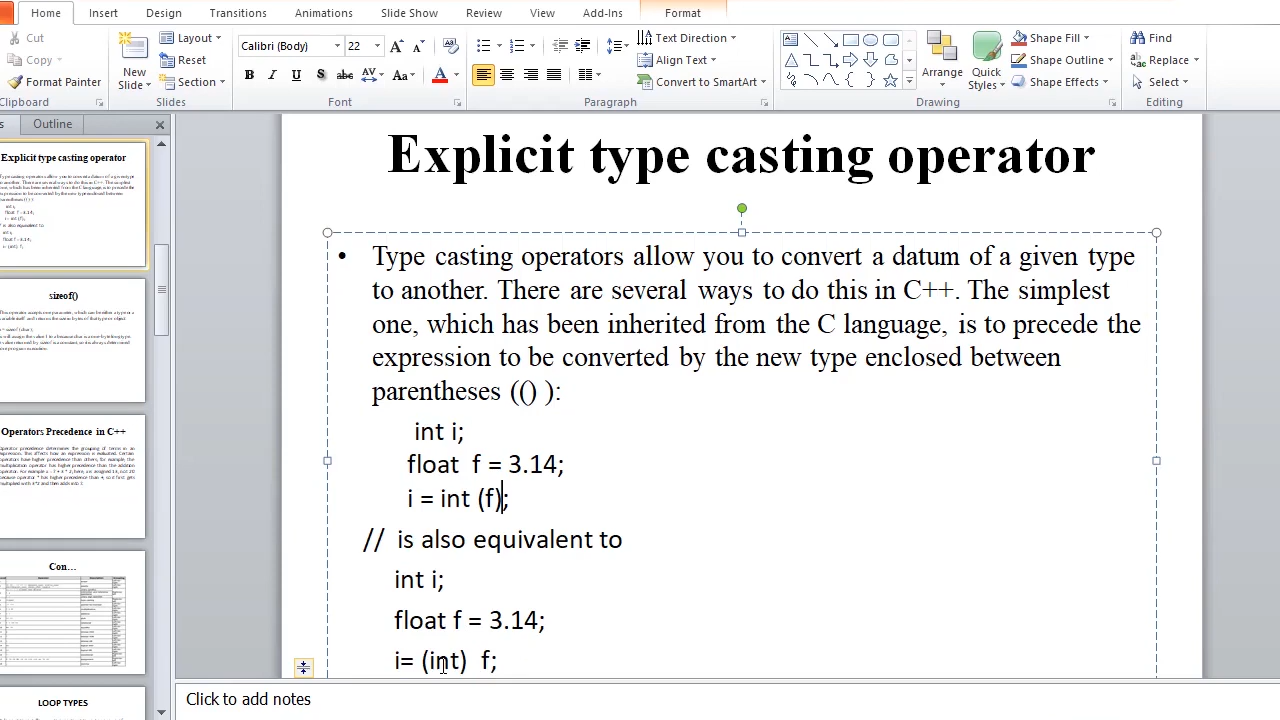 Home Insert Design Transitions Animations Slide Show Review View Add-Ins Format
Cut
Copy
Format Painter
Clipboard
New
Slide
Layout
Reset
Section
Slides
Calibri (Body) 22
B I U S abc AV Aa A
Font
Text Direction
Align Text
Convert to SmartArt
Paragraph
Arrange
Quick
Styles
Shape Fill
Shape Outline
Shape Effects
Drawing
Find
Replace
Select
Editing
Outline
Explicit type casting operator
sizeof()
Operators Precedence in C++
Con...
LOOP TYPES
Explicit type casting operator
• Type casting operators allow you to convert a datum of a given type
to another. There are several ways to do this in C++. The simplest
one, which has been inherited from the C language, is to precede the
expression to be converted by the new type enclosed between
parentheses (() ):
int i;
float f = 3.14;
i = int (f);
// is also equivalent to
int i;
float f = 3.14;
i= (int) f;
Click to add notes